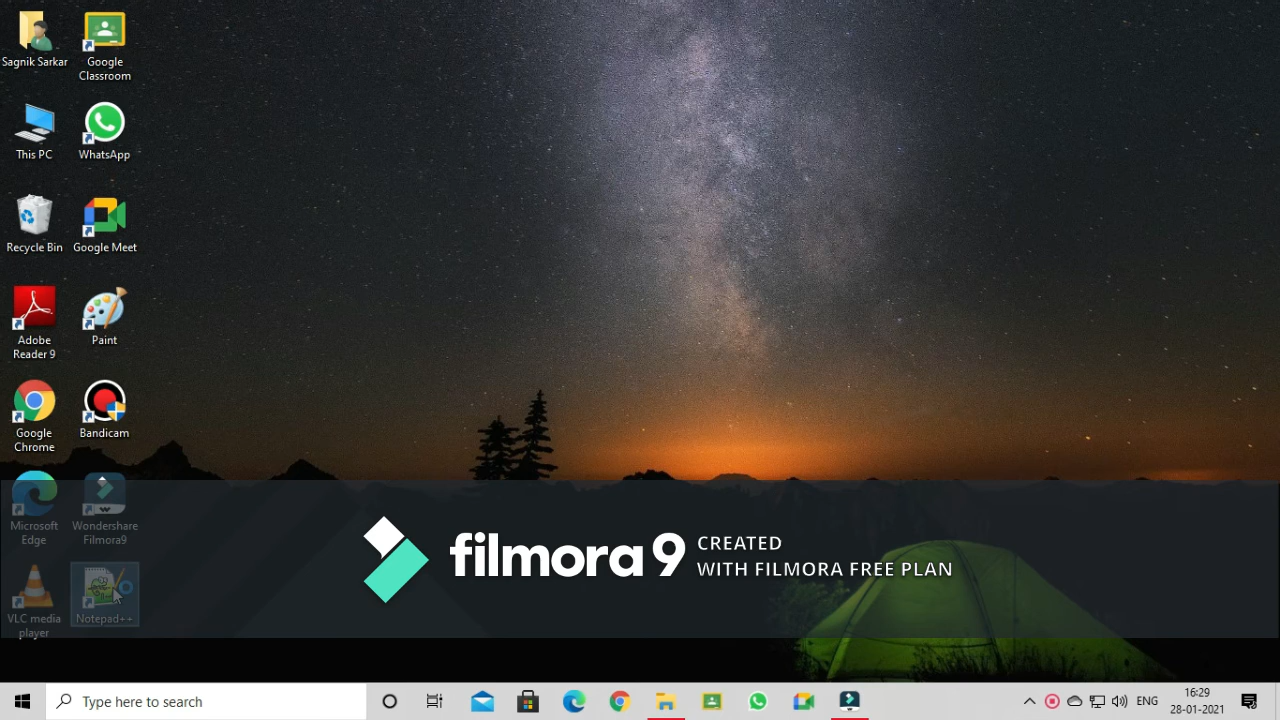 Sagnik Sarkar
Google
Classroom
This PC
WhatsApp
Recycle Bin
Google Meet
Adobe
Reader 9
Paint
Google
Chrome
Bandicam
Microsoft
Edge
Wondershare
Filmora9
VLC media
player
Notepad++
filmora 9
CREATED
WITH FILMORA FREE PLAN
Type here to search
ENG
16:29
28-01-2021